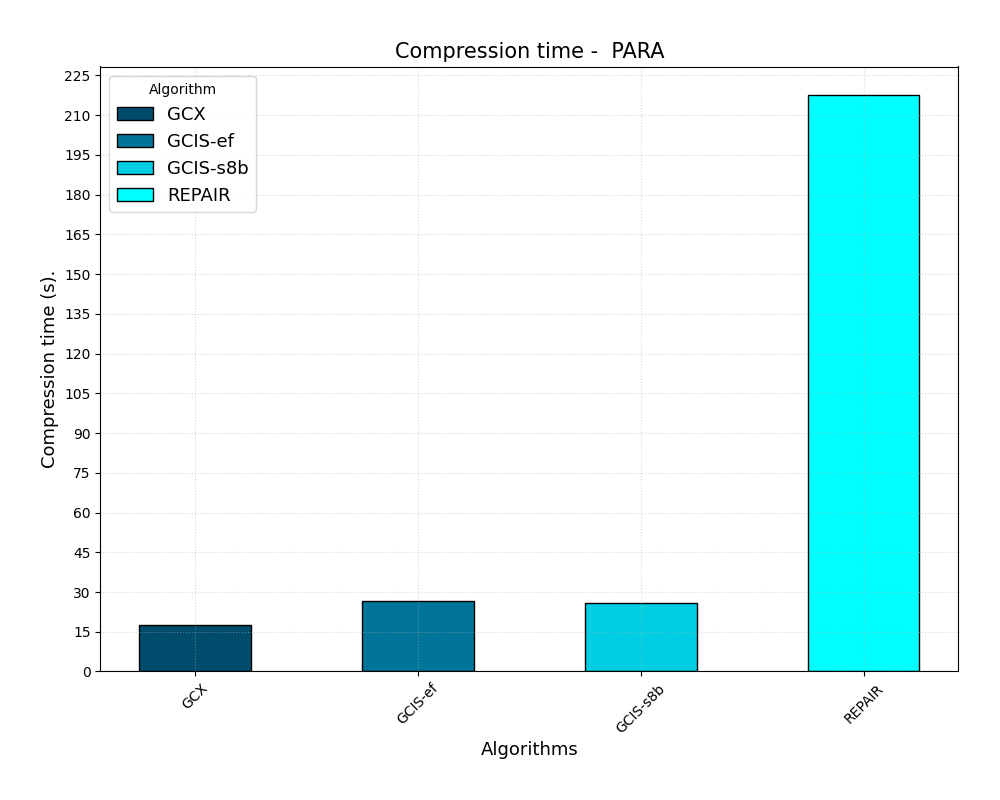 Compression time -  PARA
Algorithm
GCX
GCIS-ef
GCIS-s8b
REPAIR
Compression time (s).
225
210
195
180
165
150
135
120
105
90
75
60
45
30
15
0
GCX
GCIS-ef
GCIS-s8b
REPAIR
Algorithms